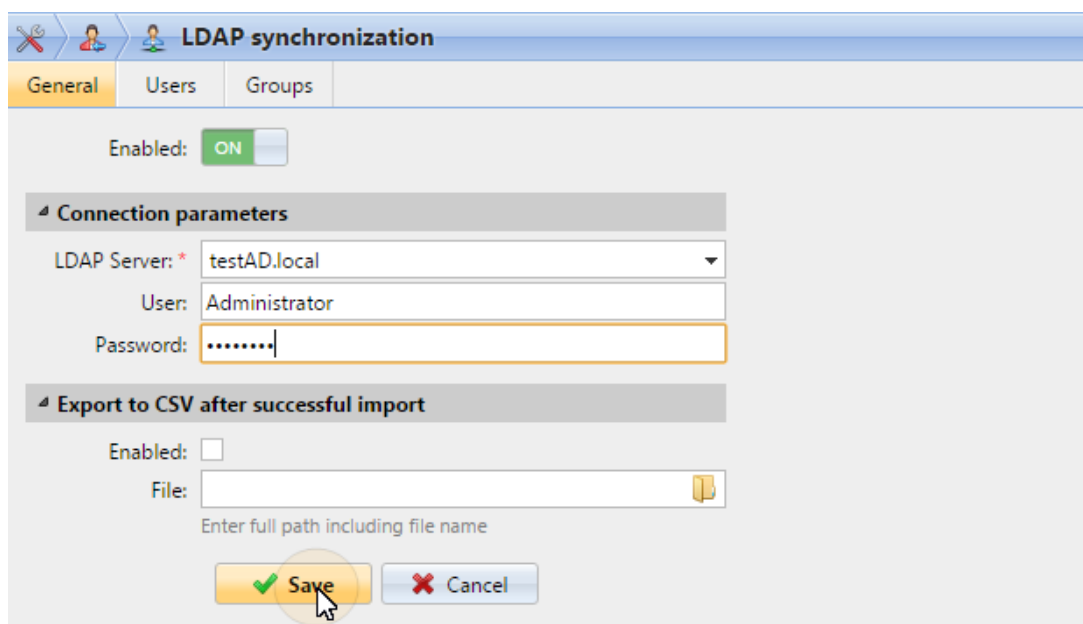 LDAP synchronization
General Users Groups
Enabled: ON
Connection parameters
LDAP Server: * testAD.local
User: Administrator
Password: ••••••••
Export to CSV after successful import
Enabled:
File:
Enter full path including file name
Save Cancel